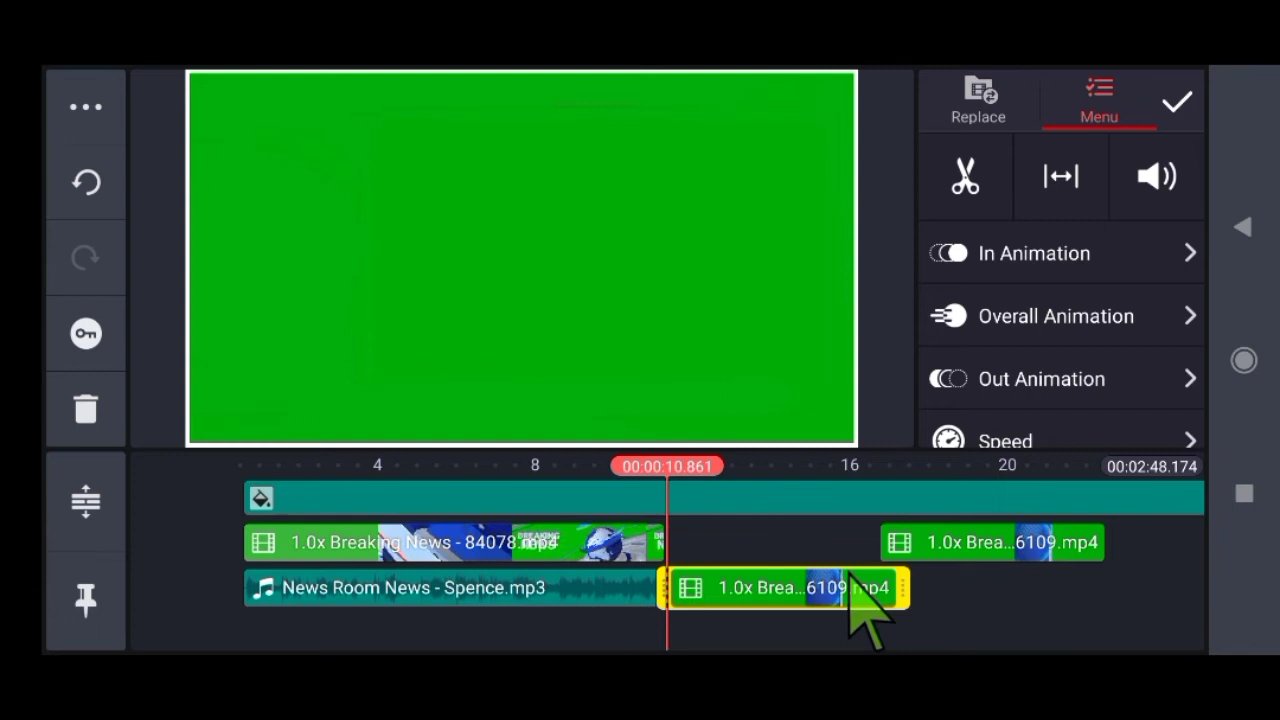 Replace
Menu
In Animation
Overall Animation
Out Animation
Speed
4
8
00:00:10.861
16
20
00:02:48.174
1.0x Breaking News - 84078.mp4
1.0x Brea...6109.mp4
News Room News - Spence.mp3
1.0x Brea...6109.mp4